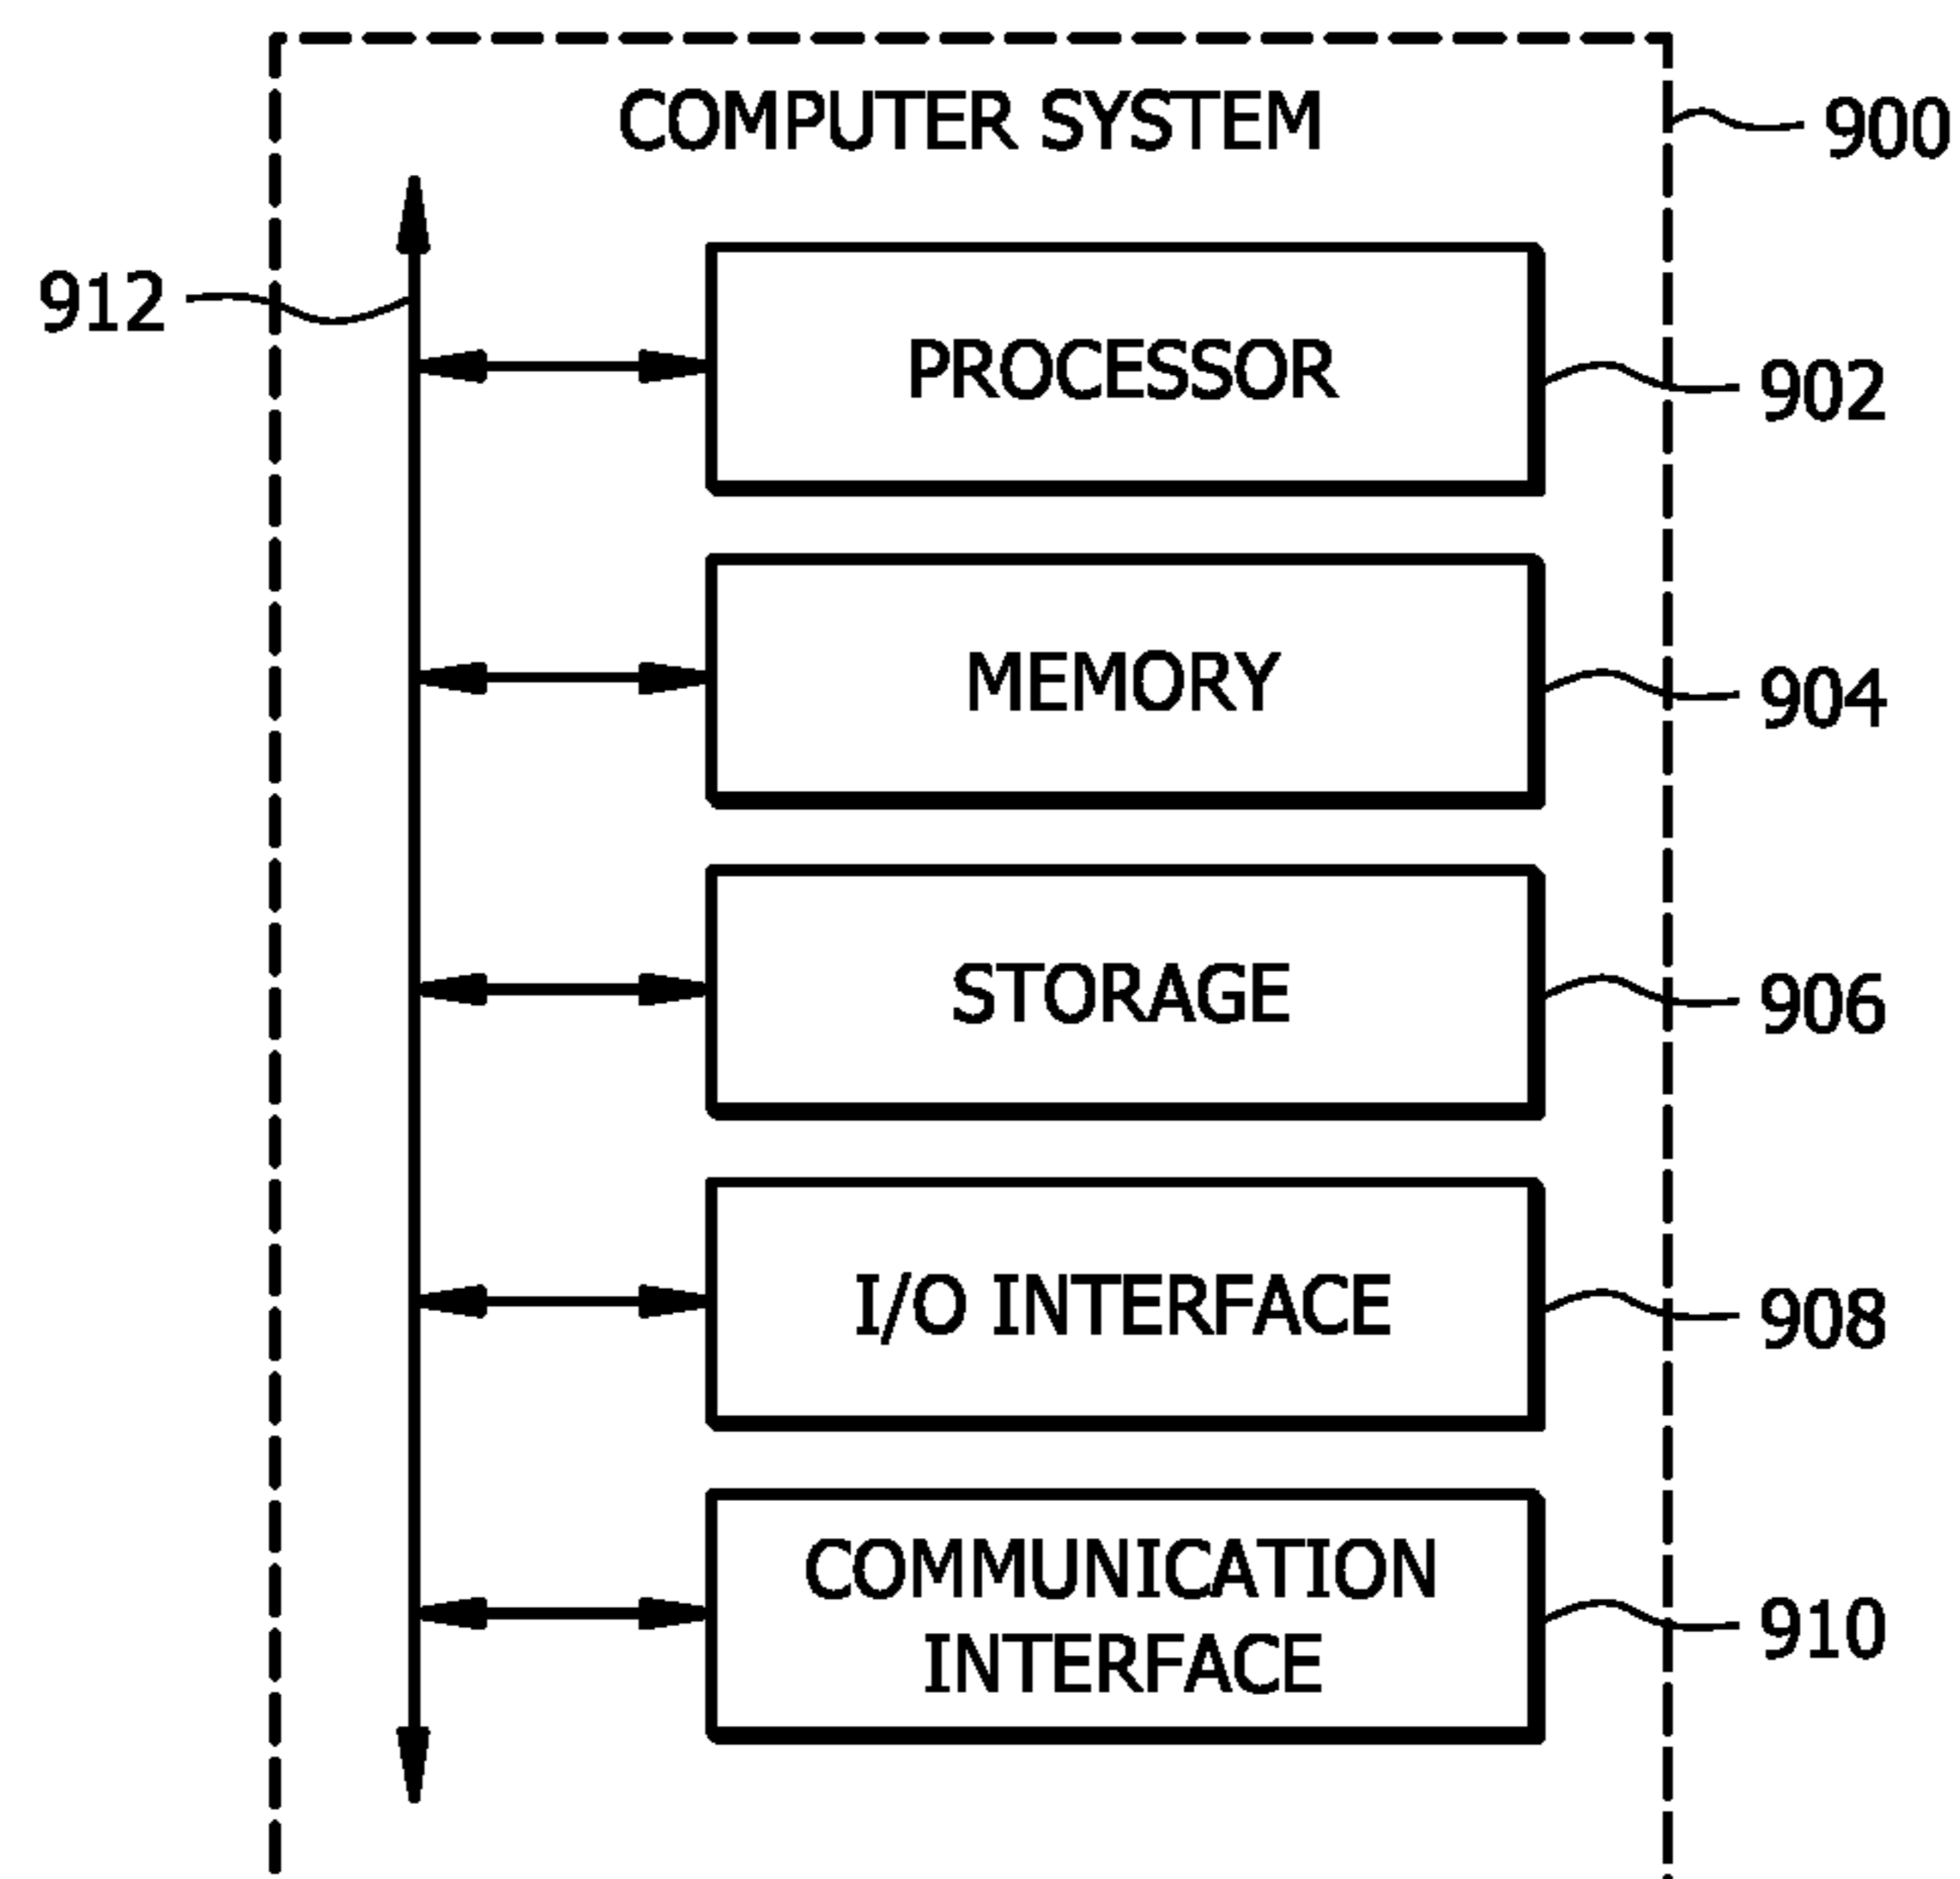 COMPUTER SYSTEM
900
912
PROCESSOR
902
MEMORY
904
STORAGE
906
I/O INTERFACE
908
COMMUNICATION
INTERFACE
910